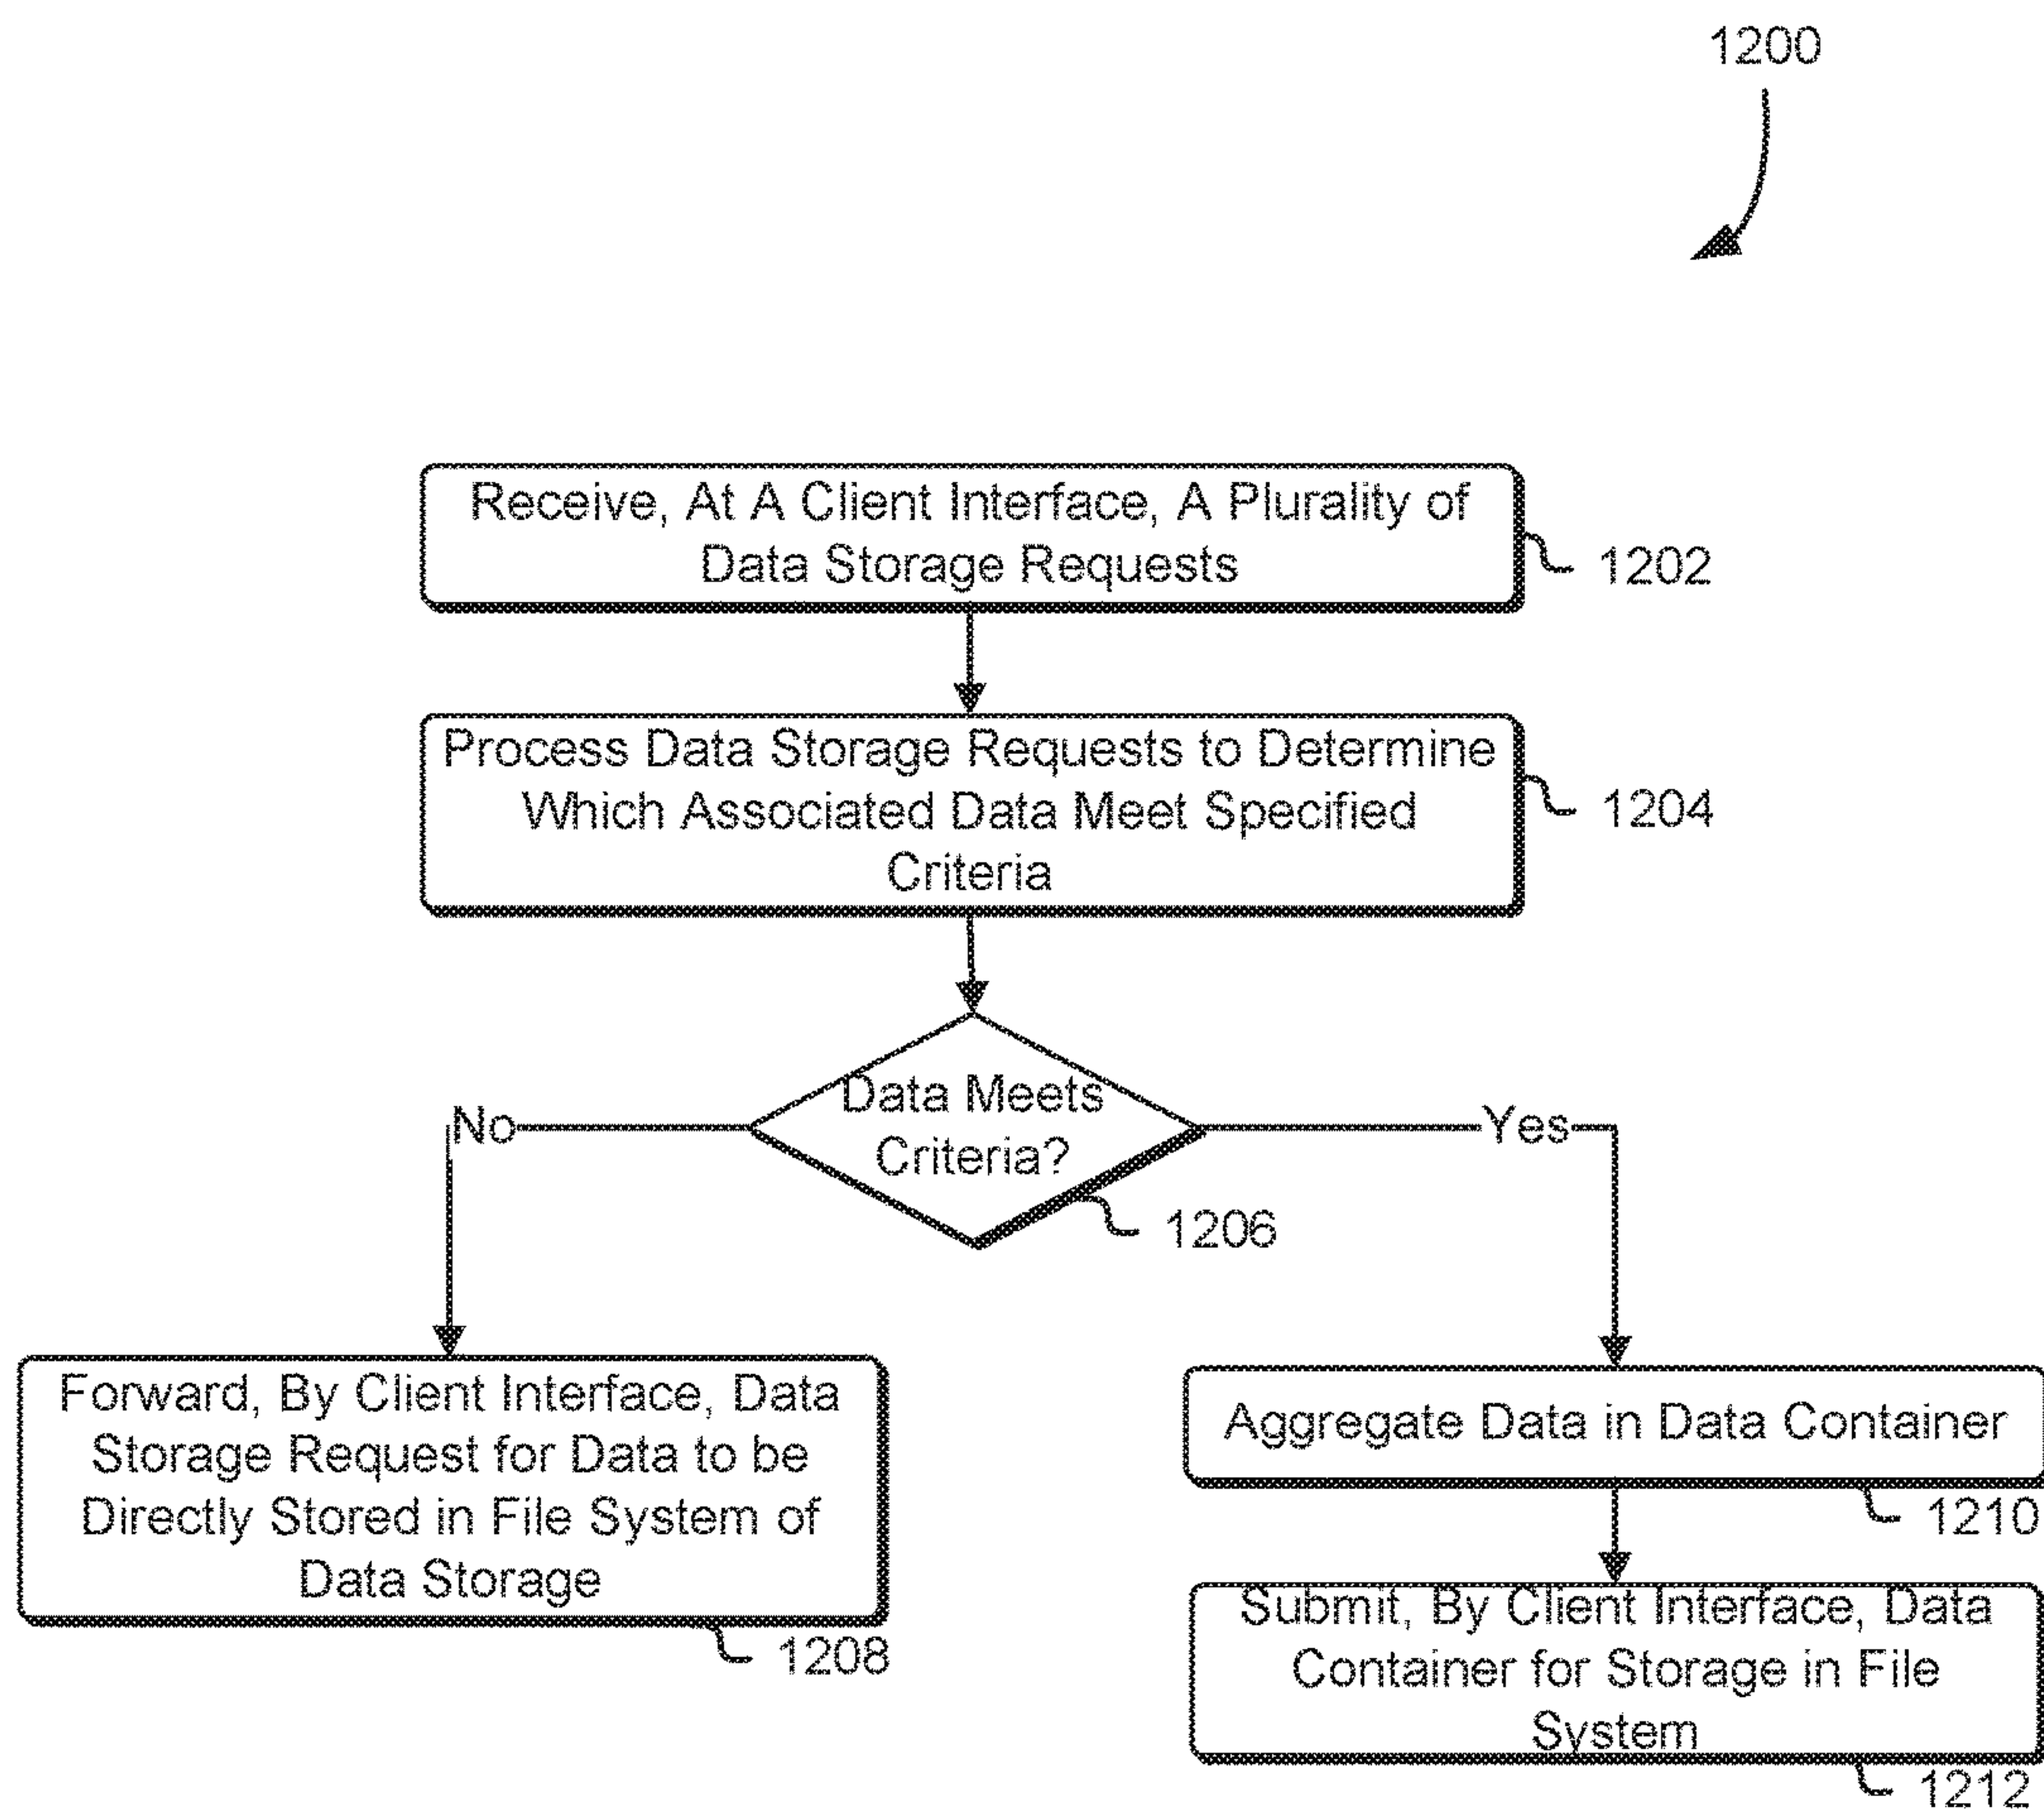 1200
Receive, At A Client Interface, A Plurality of
Data Storage Requests
1202
Process Data Storage Requests to Determine
Which Associated Data Meet Specified
Criteria
1204
Data Meets
Criteria?
No
Yes
1206
Forward, By Client Interface, Data
Storage Request for Data to be
Directly Stored in File System of
Data Storage
1208
Aggregate Data in Data Container
1210
Submit, By Client Interface, Data
Container for Storage in File
System
1212